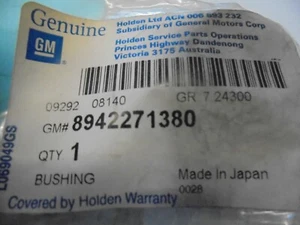 Genuine
GM
Holden Ltd ACN 006 893 232
Subsidiary of General Motors Corp
Holden Service Parts Operations
Princes Highway Dandenong
Victoria 3175 Australia
09292 08140
GR 7 24300
GM# 8942271380
QTY 1
BUSHING
Made in Japan
0028
Covered by Holden Warranty
L069049GS